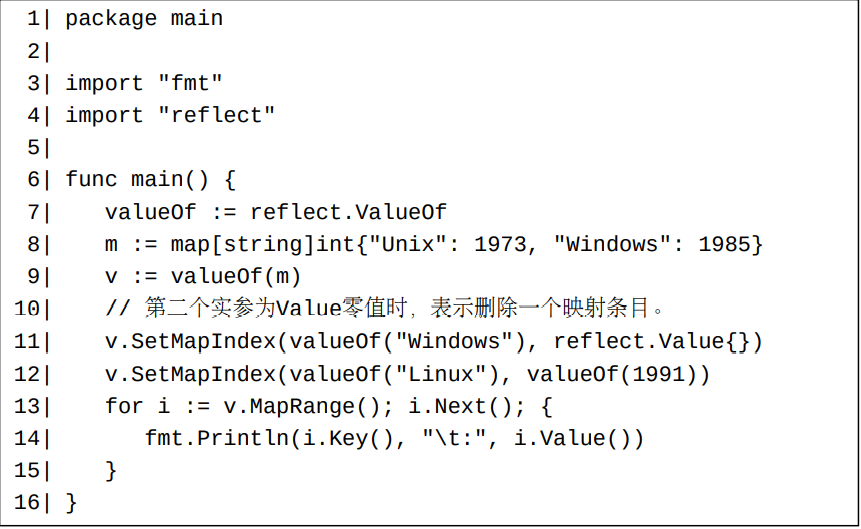 1| package main
2|
3| import "fmt"
4| import "reflect"
5|
6| func main() {
7|    valueOf := reflect.ValueOf
8|    m := map[string]int{"Unix": 1973, "Windows": 1985}
9|    v := valueOf(m)
10|    // 第二个实参为Value零值时，表示删除一个映射条目。
11|    v.SetMapIndex(valueOf("Windows"), reflect.Value{})
12|    v.SetMapIndex(valueOf("Linux"), valueOf(1991))
13|    for i := v.MapRange(); i.Next(); {
14|       fmt.Println(i.Key(), "\t:", i.Value())
15|    }
16| }